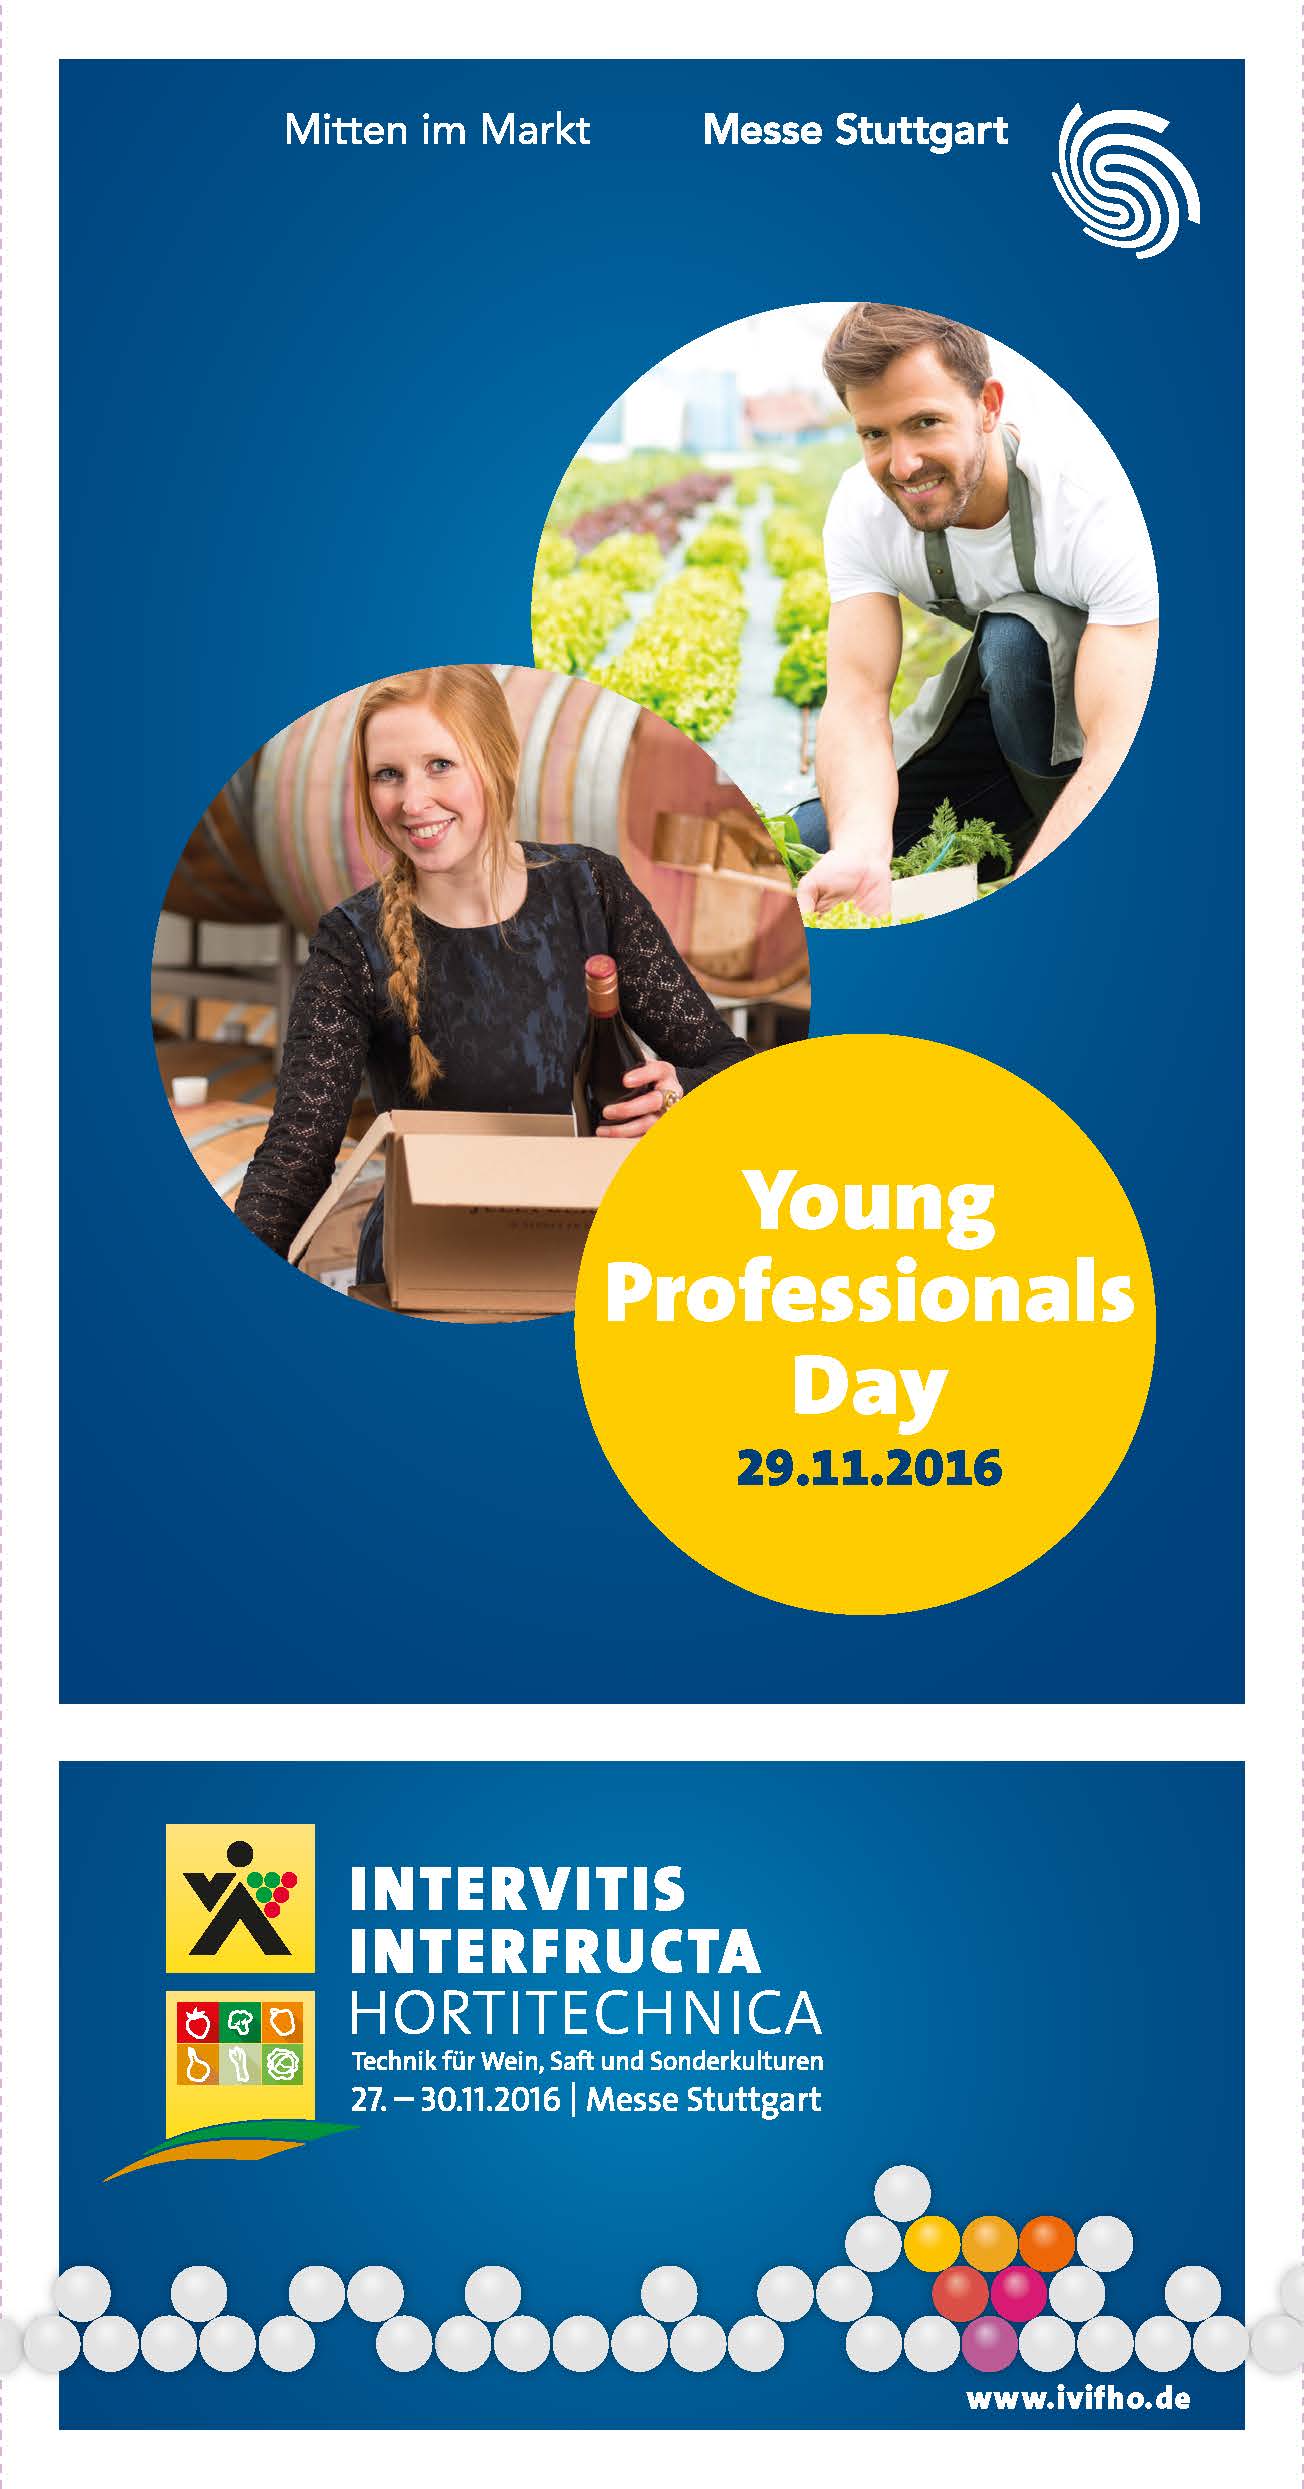 Mitten im Markt
Messe Stuttgart
Young
Professionals
Day
29.11.2016
INTERVITIS
INTERFRUCTA
HORTITECHNICA
Technik für Wein, Saft und Sonderkulturen
27. – 30.11.2016 | Messe Stuttgart
www.ivifho.de